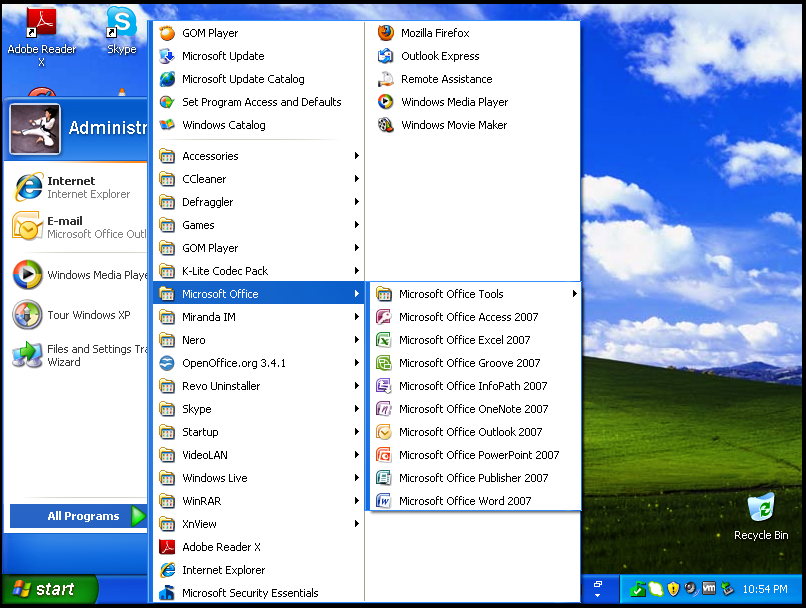 Adobe Reader
X
Skype
Administr
Internet
Internet Explorer
E-mail
Microsoft Office Outl
Windows Media Playe
Tour Windows XP
Files and Settings Tra
Wizard
All Programs
start
GOM Player
Microsoft Update
Microsoft Update Catalog
Set Program Access and Defaults
Windows Catalog
Accessories
CCleaner
Defraggler
Games
GOM Player
K-Lite Codec Pack
Microsoft Office
Miranda IM
Nero
OpenOffice.org 3.4.1
Revo Uninstaller
Skype
Startup
VideoLAN
Windows Live
WinRAR
XnView
Adobe Reader X
Internet Explorer
Microsoft Security Essentials
Mozilla Firefox
Outlook Express
Remote Assistance
Windows Media Player
Windows Movie Maker
Microsoft Office Tools
Microsoft Office Access 2007
Microsoft Office Excel 2007
Microsoft Office Groove 2007
Microsoft Office InfoPath 2007
Microsoft Office OneNote 2007
Microsoft Office Outlook 2007
Microsoft Office PowerPoint 2007
Microsoft Office Publisher 2007
Microsoft Office Word 2007
Recycle Bin
10:54 PM